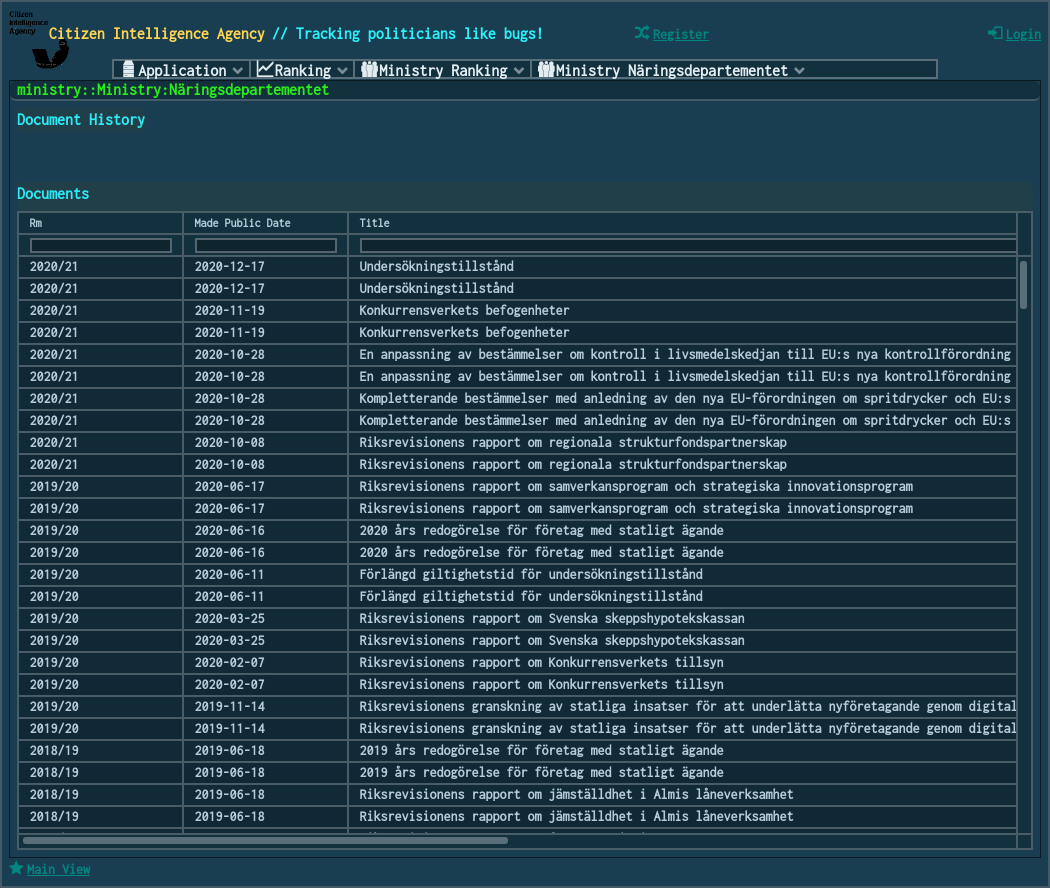 Citizen
Intelligence
Agency
Citizen Intelligence Agency // Tracking politicians like bugs!
Register
Login
Application Ranking Ministry Ranking Ministry Näringsdepartementet
ministry::Ministry:Näringsdepartementet
Document History
Documents
Rm Made Public Date Title
2020/21 2020-12-17 Undersökningstillstånd
2020/21 2020-12-17 Undersökningstillstånd
2020/21 2020-11-19 Konkurrensverkets befogenheter
2020/21 2020-11-19 Konkurrensverkets befogenheter
2020/21 2020-10-28 En anpassning av bestämmelser om kontroll i livsmedelskedjan till EU:s nya kontrollförordning
2020/21 2020-10-28 En anpassning av bestämmelser om kontroll i livsmedelskedjan till EU:s nya kontrollförordning
2020/21 2020-10-28 Kompletterande bestämmelser med anledning av den nya EU-förordningen om spritdrycker och EU:s
2020/21 2020-10-28 Kompletterande bestämmelser med anledning av den nya EU-förordningen om spritdrycker och EU:s
2020/21 2020-10-08 Riksrevisionens rapport om regionala strukturfondspartnerskap
2020/21 2020-10-08 Riksrevisionens rapport om regionala strukturfondspartnerskap
2019/20 2020-06-17 Riksrevisionens rapport om samverkansprogram och strategiska innovationsprogram
2019/20 2020-06-17 Riksrevisionens rapport om samverkansprogram och strategiska innovationsprogram
2019/20 2020-06-16 2020 års redogörelse för företag med statligt ägande
2019/20 2020-06-16 2020 års redogörelse för företag med statligt ägande
2019/20 2020-06-11 Förlängd giltighetstid för undersökningstillstånd
2019/20 2020-06-11 Förlängd giltighetstid för undersökningstillstånd
2019/20 2020-03-25 Riksrevisionens rapport om Svenska skeppshypotekskassan
2019/20 2020-03-25 Riksrevisionens rapport om Svenska skeppshypotekskassan
2019/20 2020-02-07 Riksrevisionens rapport om Konkurrensverkets tillsyn
2019/20 2020-02-07 Riksrevisionens rapport om Konkurrensverkets tillsyn
2019/20 2019-11-14 Riksrevisionens granskning av statliga insatser för att underlätta nyföretagande genom digital
2019/20 2019-11-14 Riksrevisionens granskning av statliga insatser för att underlätta nyföretagande genom digital
2018/19 2019-06-18 2019 års redogörelse för företag med statligt ägande
2018/19 2019-06-18 2019 års redogörelse för företag med statligt ägande
2018/19 2019-06-18 Riksrevisionens rapport om jämställdhet i Almis låneverksamhet
2018/19 2019-06-18 Riksrevisionens rapport om jämställdhet i Almis låneverksamhet
Main View